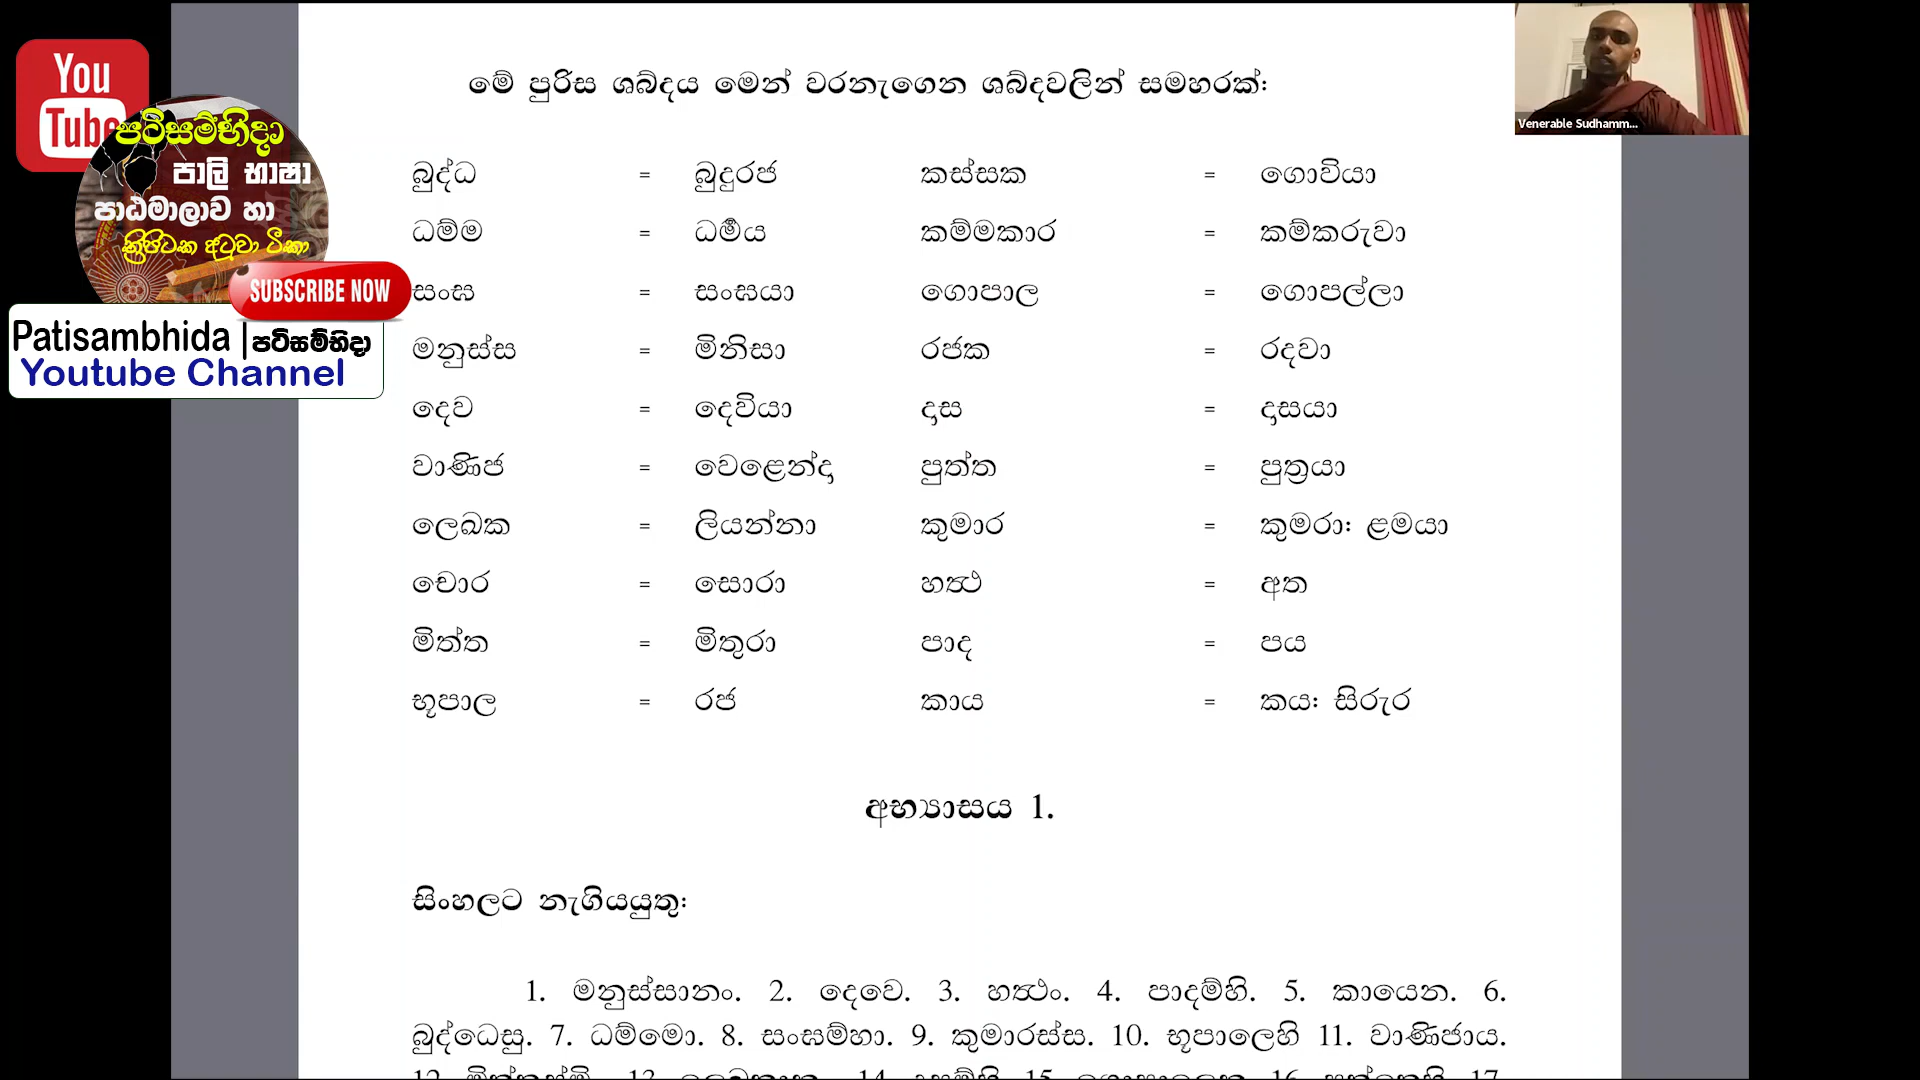 මේ පුරිස ශබ්දය මෙන් වරනැගෙන ශබ්දවලින් සමහරක්:
Venerable Sudhamm...
You
Tube
පටිසම්භිදා
පාලි භාෂා
පාඨමාලාව හා
ත්‍රිපිටක අටුවා ටීකා
SUBSCRIBE NOW
Patisambhida | පටිසම්භිදා
Youtube Channel
බුද්ධ = බුදුරජ කස්සක = ගොවියා
ධම්ම = ධර්‍මය කම්මකාර = කම්කරුවා
සංඝ = සංඝයා ගොපාල = ගොපල්ලා
මනුස්ස = මිනිසා රජක = රදවා
දෙව = දෙවියා දාස = දාසයා
වාණිජ = වෙළෙන්දා පුත්ත = පුත්‍රයා
ලෙඛක = ලියන්නා කුමාර = කුමරා: ළමයා
චොර = සොරා හත්‍ථ = අත
මිත්ත = මිතුරා පාද = පය
භූපාල = රජ කාය = කය: සිරුර
අභ්‍යාසය 1.
සිංහලට නැගියයුතු:
1. මනුස්සානං. 2. දෙවෙ. 3. හත්‍ථං. 4. පාදම්හි. 5. කායෙන. 6.
බුද්ධෙසු. 7. ධම්මො. 8. සංඝම්හා. 9. කුමාරස්ස. 10. භූපාලෙහි 11. වාණිජාය.